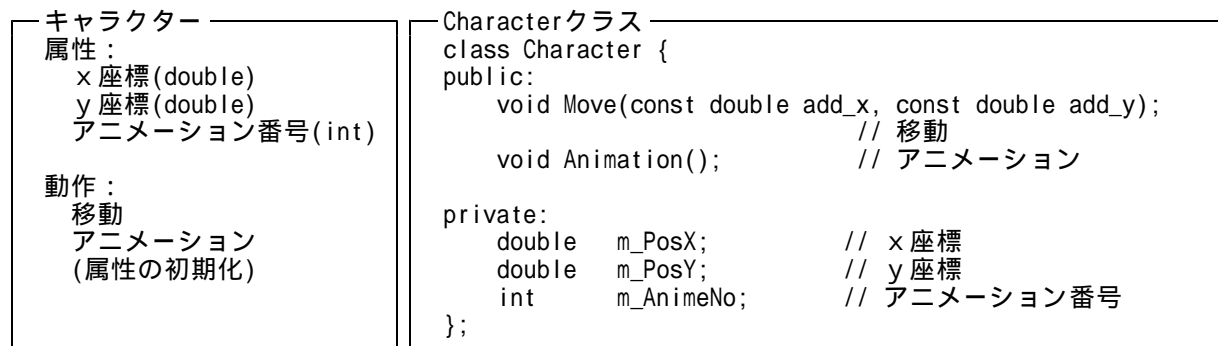 キャラクター
属性：
ｘ座標(double)
ｙ座標(double)
アニメーション番号(int)
動作：
移動
アニメーション
(属性の初期化)
Characterクラス
class Character {
public:
void Move(const double add_x, const double add_y);
// 移動
void Animation(); // アニメーション
private:
double m_PosX; // ｘ座標
double m_PosY; // ｙ座標
int m_AnimeNo; // アニメーション番号
};